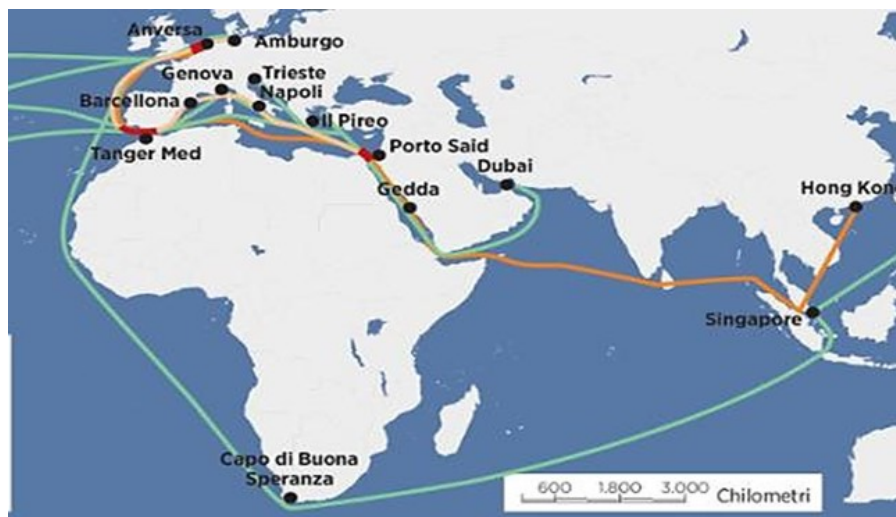 Anversa
Amburgo
Genova
Trieste
Napoli
Barcellona
Il Pireo
Tanger Med
Porto Said
Dubai
Gedda
Hong Kong
Singapore
Capo di Buona
Speranza
600 1.800 3.000 Chilometri